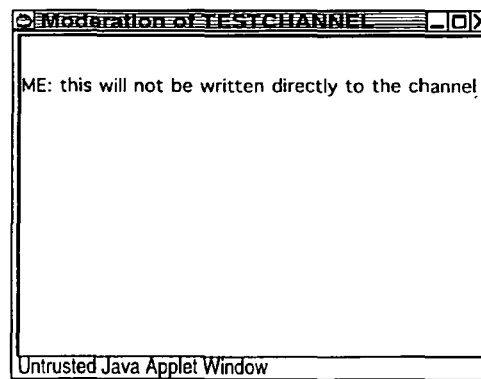 Moderation of TESTCHANNEL
ME: this will not be written directly to the channel
Untrusted Java Applet Window